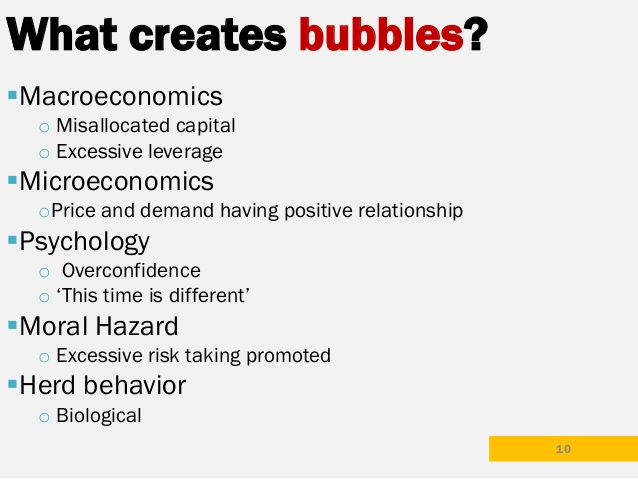 What creates bubbles?
▪Macroeconomics
o Misallocated capital
o Excessive leverage
▪Microeconomics
oPrice and demand having positive relationship
▪Psychology
o Overconfidence
o ‘This time is different’
▪Moral Hazard
o Excessive risk taking promoted
▪Herd behavior
o Biological
10